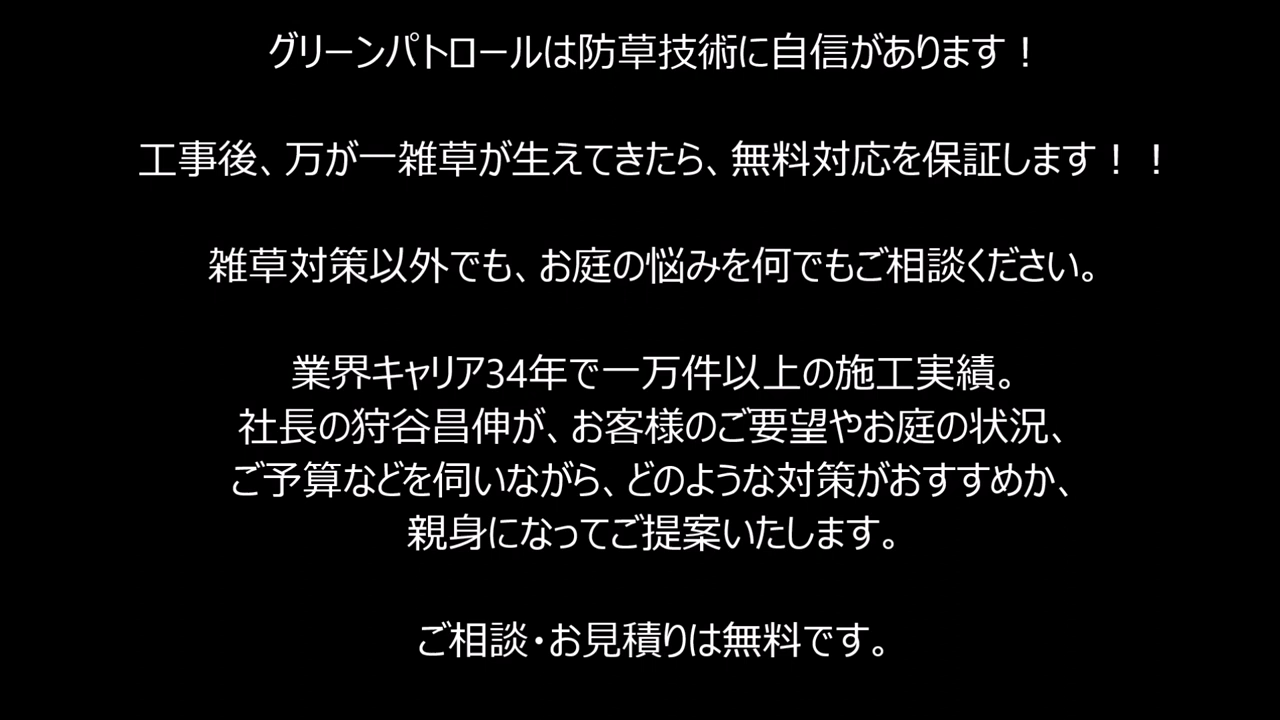 グリーンパトロールは防草技術に自信があります！
工事後、万が一雑草が生えてきたら、無料対応を保証します！！
雑草対策以外でも、お庭の悩みを何でもご相談ください。
業界キャリア34年で一万件以上の施工実績。
社長の狩谷昌伸が、お客様のご要望やお庭の状況、
ご予算などを伺いながら、どのような対策がおすすめか、
親身になってご提案いたします。
ご相談・お見積りは無料です。